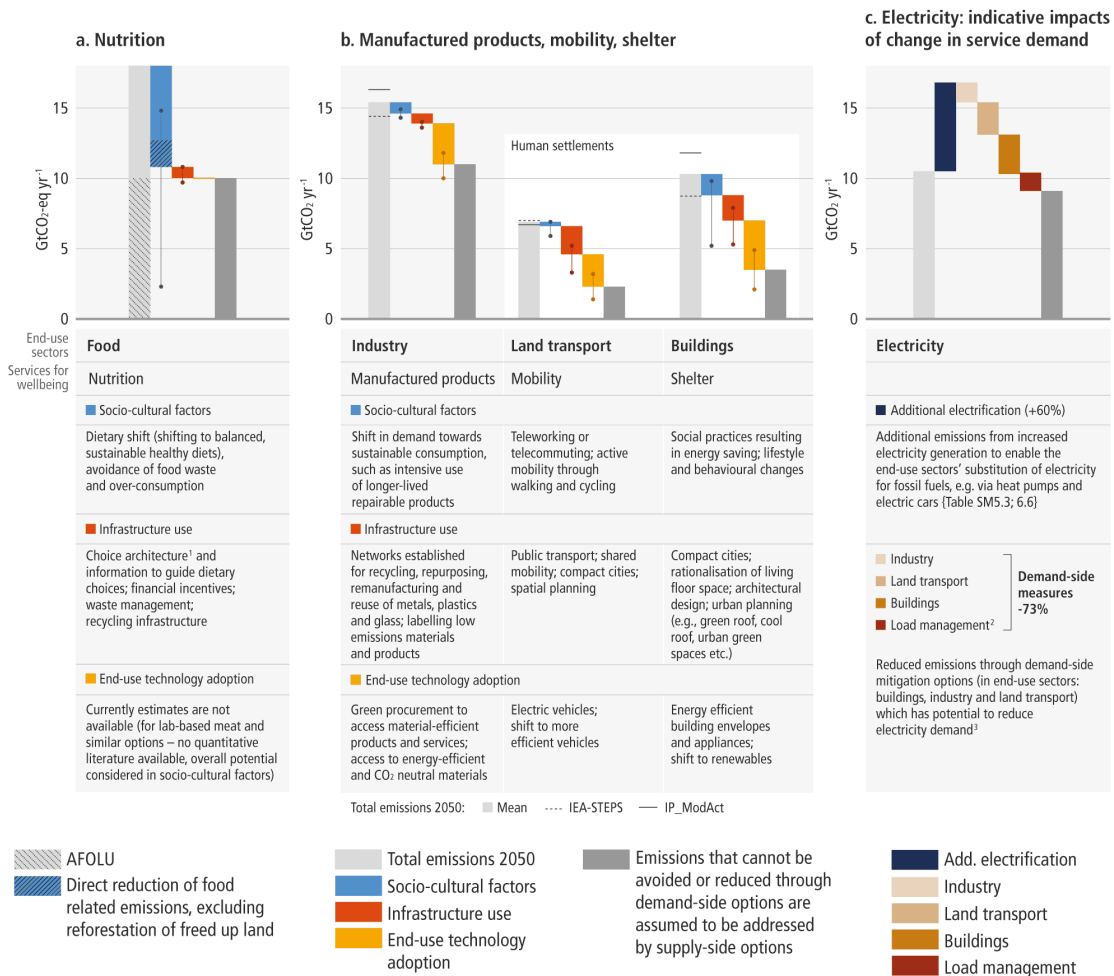 a. Nutrition
b. Manufactured products, mobility, shelter
c. Electricity: indicative impacts
of change in service demand
GtCO2-eq yr-1
15
10
5
0
GtCO2 yr-1
15
10
5
0
Human settlements
GtCO2 yr-1
15
10
5
0
End-use
sectors
Food
Industry
Land transport
Buildings
Electricity
Services for
wellbeing
Nutrition
Manufactured products
Mobility
Shelter
Socio-cultural factors
Socio-cultural factors
Additional electrification (+60%)
Dietary shift (shifting to balanced,
sustainable healthy diets),
avoidance of food waste
and over-consumption
Shift in demand towards
sustainable consumption,
such as intensive use
of longer-lived
repairable products
Teleworking or
telecommuting; active
mobility through
walking and cycling
Social practices resulting
in energy saving; lifestyle
and behavioural changes
Additional emissions from increased
electricity generation to enable the
end-use sectors' substitution of electricity
for fossil fuels, e.g. via heat pumps and
electric cars {Table SM5.3; 6.6}
Infrastructure use
Infrastructure use
Choice architecture1 and
information to guide dietary
choices; financial incentives;
waste management;
recycling infrastructure
Networks established
for recycling, repurposing,
remanufacturing and
reuse of metals, plastics
and glass; labelling low
emissions materials
and products
Public transport; shared
mobility; compact cities;
spatial planning
Compact cities;
rationalisation of living
floor space; architectural
design; urban planning
(e.g., green roof, cool
roof, urban green
spaces etc.)
Industry
Land transport
Buildings
Load management2
Demand-side
measures
-73%
End-use technology adoption
End-use technology adoption
Currently estimates are not
available (for lab-based meat and
similar options – no quantitative
literature available, overall potential
considered in socio-cultural factors)
Green procurement to
access material-efficient
products and services;
access to energy-efficient
and CO2 neutral materials
Electric vehicles;
shift to more
efficient vehicles
Energy efficient
building envelopes
and appliances;
shift to renewables
Reduced emissions through demand-side
mitigation options (in end-use sectors:
buildings, industry and land transport)
which has potential to reduce
electricity demand3
Total emissions 2050: Mean IEA-STEPS IP_ModAct
AFOLU
Direct reduction of food
related emissions, excluding
reforestation of freed up land
Total emissions 2050
Socio-cultural factors
Infrastructure use
End-use technology
adoption
Emissions that cannot be
avoided or reduced through
demand-side options are
assumed to be addressed
by supply-side options
Add. electrification
Industry
Land transport
Buildings
Load management